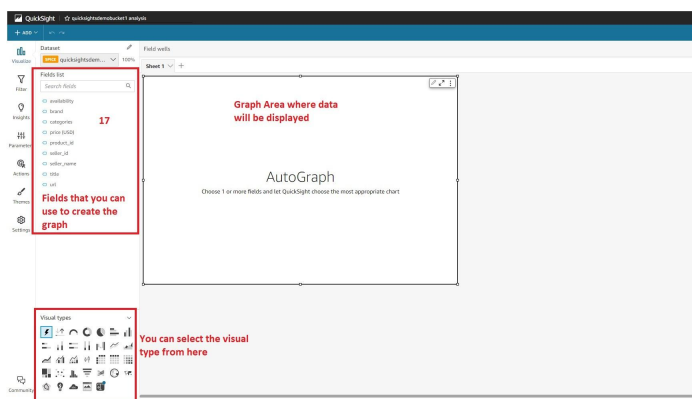 QuickSight quicksightsdemobucket1 analysis
+ ADD
Dataset
Field wells
Visualize
SPICE quicksightsdem... 100%
Sheet 1 +
Fields list
Filter
Search fields
Graph Area where data
will be displayed
availability
Insights
brand
categories
17
price (USD)
Parameters
product_id
seller_id
seller_name
Actions
title
url
AutoGraph
Choose 1 or more fields and let QuickSight choose the most appropriate chart
Themes
Fields that you can
use to create the
graph
Settings
Visual types
You can select the visual
type from here
Community